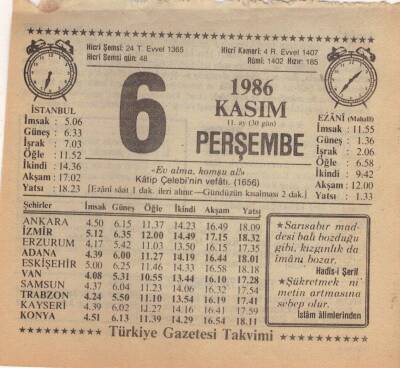 Hicri Şemsi: 24 T. Evvel 1365
Hicri Şemsi gün: 48
Hicri Kameri: 4 R. Evvel 1407
Rûmî: 1402 Hızır: 185
1986
6
KASIM
11. ay (30 gün)
PERŞEMBE
İSTANBUL
İmsak : 5.06
Güneş : 6.33
İşrak : 7.03
Öğle : 11.52
İkindi : 14.36
Akşam : 17.02
Yatsı : 18.23
EZÂNİ (Mahalli)
İmsak : 11.55
Güneş : 1.36
İşrak : 2.06
Öğle : 6.58
İkindi : 9.42
Akşam : 12.00
Yatsı : 1.33
«Ev alma, komşu al!»
Kâtip Çelebi'nin vefâtı. (1656)
[Ezâni sâat 1 dak. ileri alınır —Gündüzün kısalması 2 dak.]
Şehirler İmsak Güneş Öğle İkindi Akşam Yatsı
ANKARA 4.50 6.15 11.37 14.23 16.49 18.09
İZMİR 5.12 6.35 12.00 14.49 17.15 18.32
ERZURUM 4.17 5.42 11.03 13.50 16.15 17.35
ADANA 4.39 6.00 11.27 14.19 16.44 18.01
ESKİŞEHİR 5.00 6.25 11.46 14.33 16.58 18.18
VAN 4.08 5.31 10.55 13.44 16.10 17.28
SAMSUN 4.37 6.04 11.23 14.06 16.32 17.54
TRABZON 4.24 5.50 11.10 13.54 16.19 17.41
KAYSERİ 4.39 6.02 11.27 14.16 16.41 17.59
KONYA 4.51 6.13 11.39 14.29 16.54 18.11
★Sarısabır mad-
desi balı bozduğu
gibi, kızgınlık da
îmânı bozar.
Hadîs-i Şerif
★Şükretmek ni-
metin artmasına
sebep olur.
İslâm âlimlerinden
★★★★ Türkiye Gazetesi Takvimi ★★★★